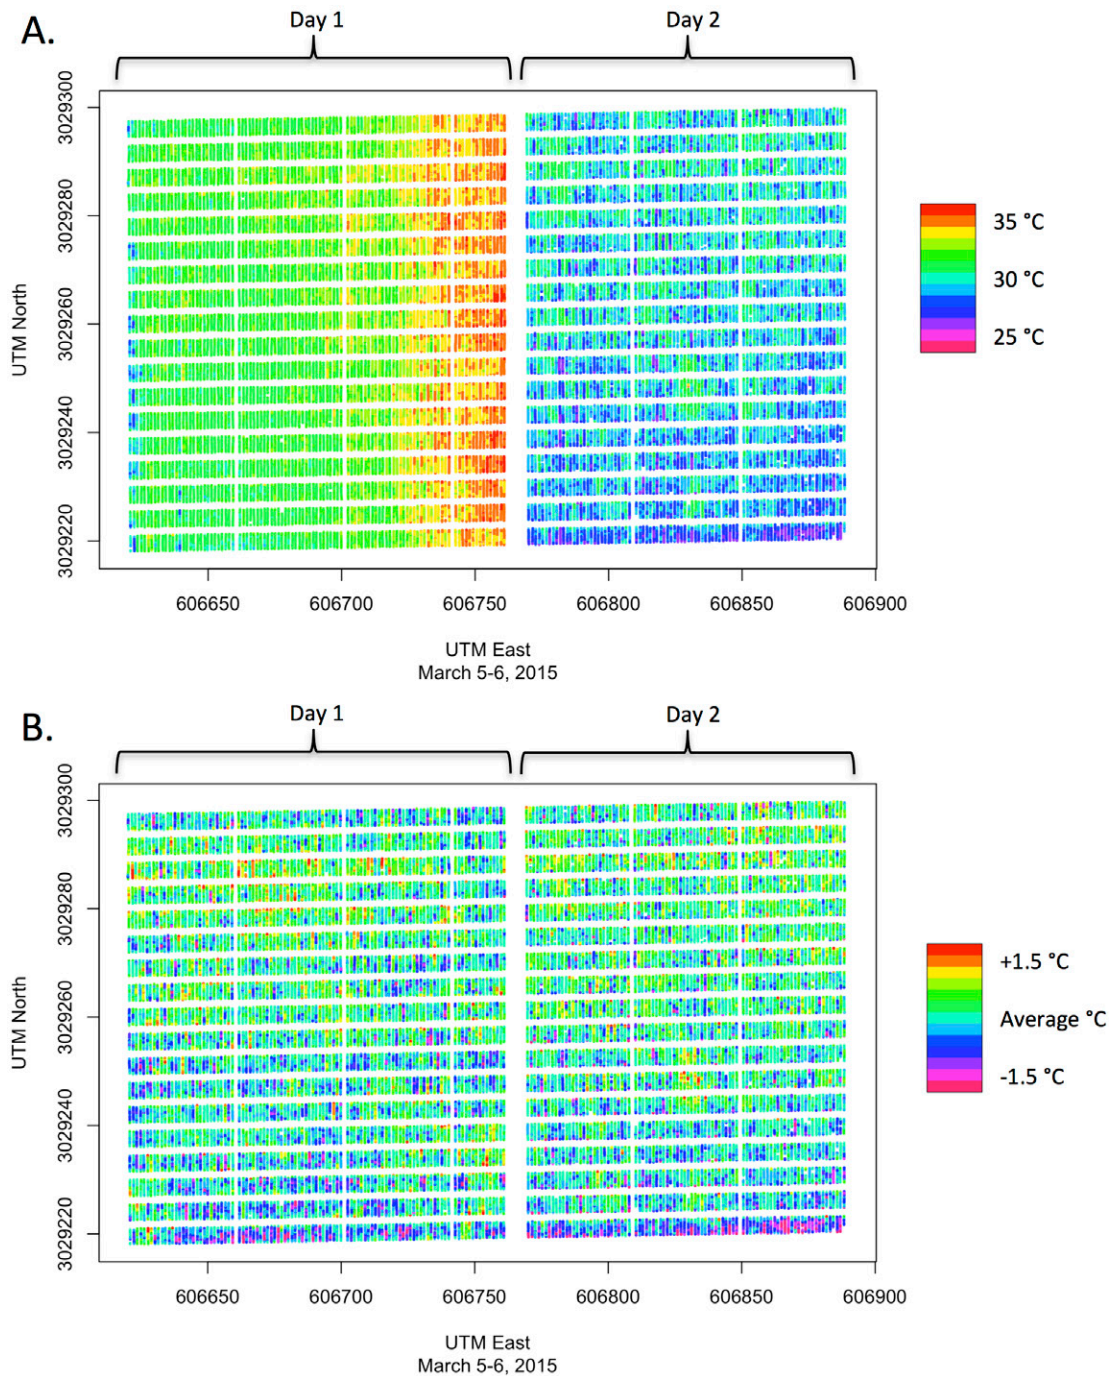 A.
Day 1
Day 2
3029300
3029280
3029260
3029240
3029220
UTM North
35 °C
30 °C
25 °C
606650
606700
606750
606800
606850
606900
UTM East
March 5-6, 2015
B.
Day 1
Day 2
3029300
3029280
3029260
3029240
3029220
UTM North
+1.5 °C
Average °C
-1.5 °C
606650
606700
606750
606800
606850
606900
UTM East
March 5-6, 2015